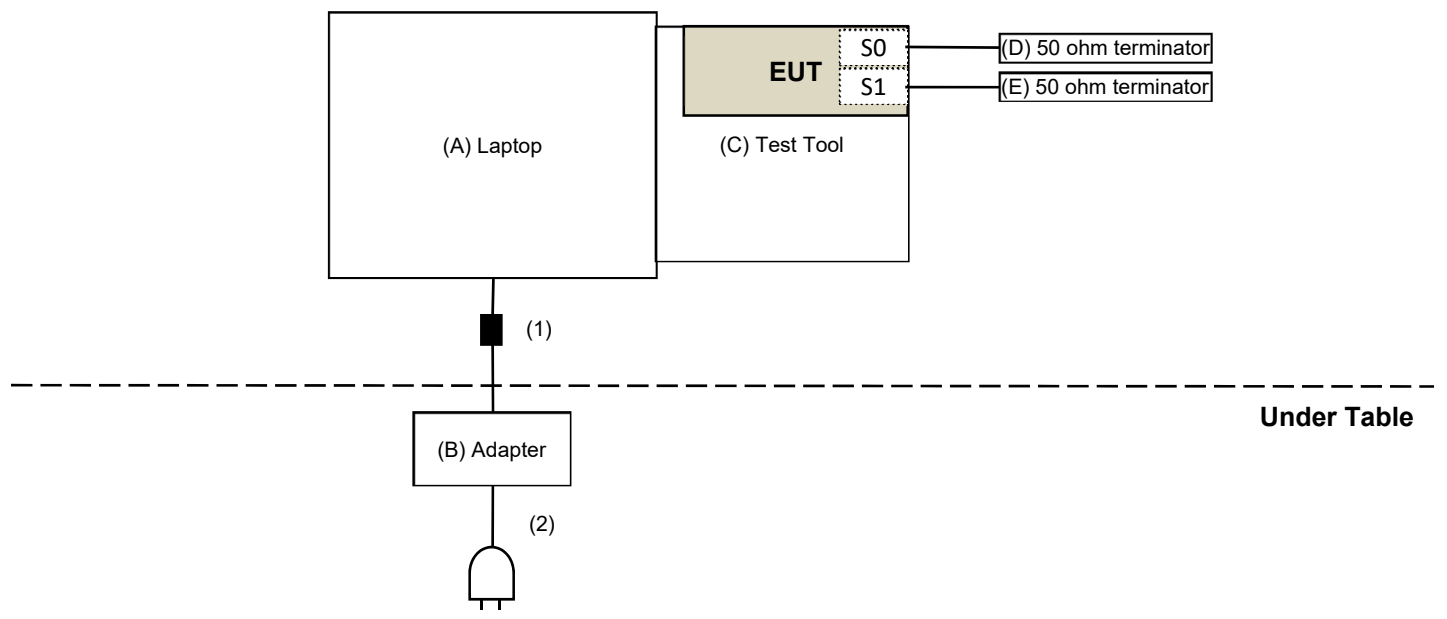 S0
(D) 50 ohm terminator
EUT
S1
(E) 50 ohm terminator
(A) Laptop
(C) Test Tool
(1)
Under Table
(B) Adapter
(2)